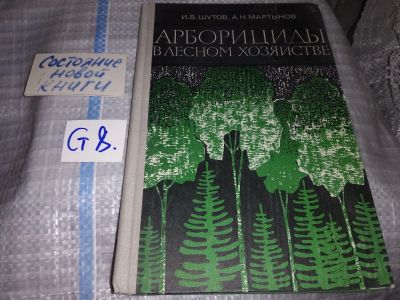 И.В. ШУТОВ, А.Н. МАРТЫНОВ
АРБОРИЦИДЫ
В ЛЕСНОМ ХОЗЯЙСТВЕ
СОСТОЯНИЕ
НОВОЙ
КНИГИ
G8.